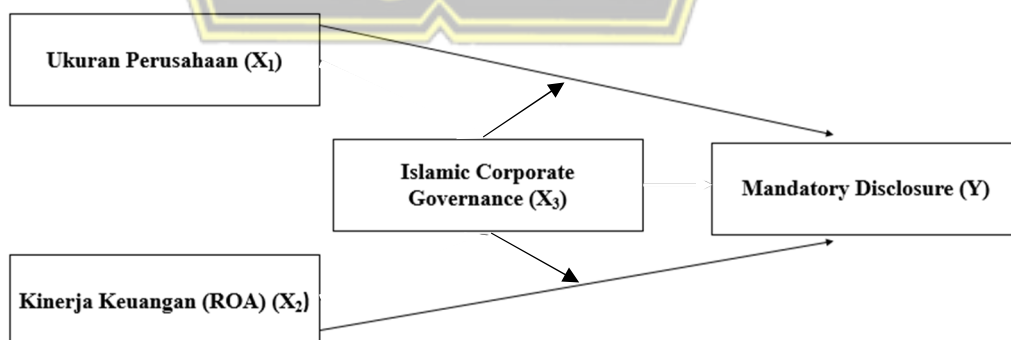 Ukuran Perusahaan (X₁)
Islamic Corporate
Governance (X₃)
Mandatory Disclosure (Y)
Kinerja Keuangan (ROA) (X₂)